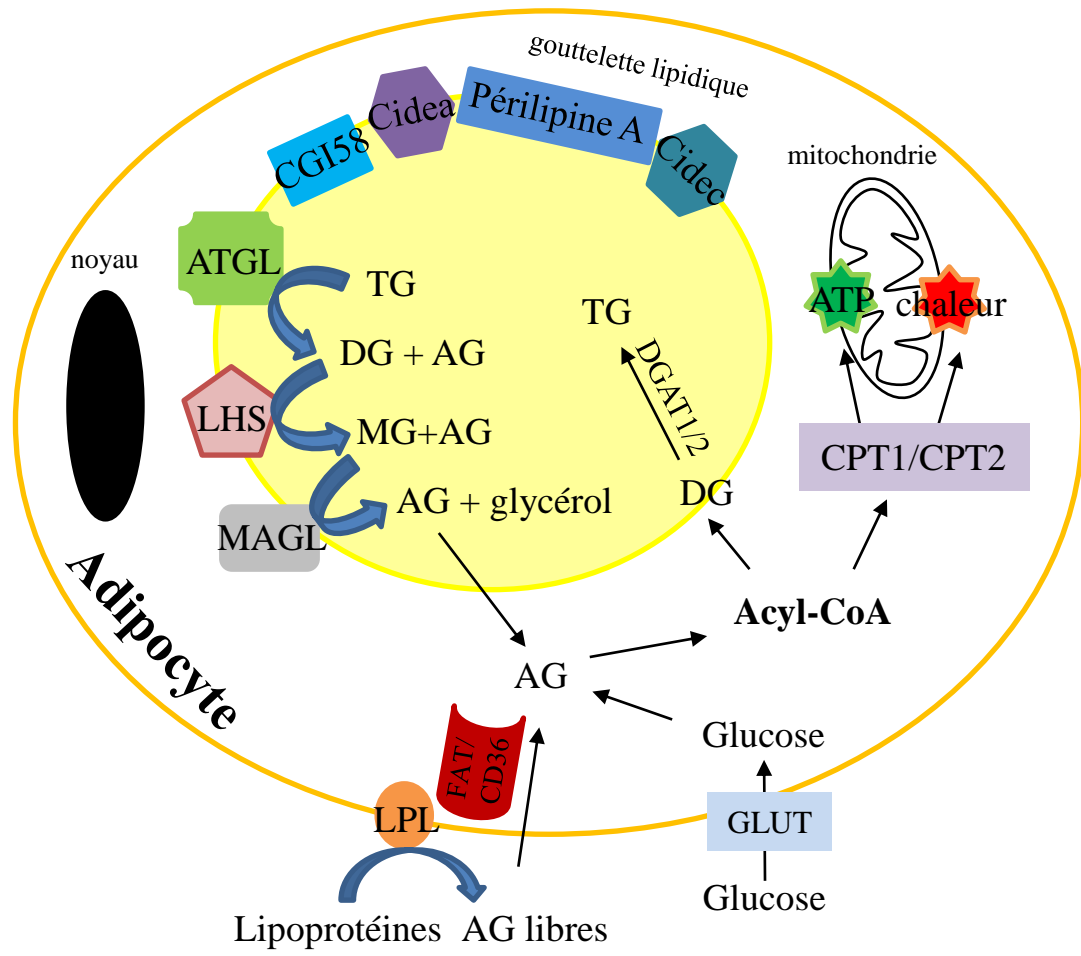 gouttelette lipidique
Cidea
Périlipine A
CGI58
Cidec
mitochondrie
noyau
ATGL
TG
ATP
chaleur
TG
DG + AG
DGAT1/2
LHS
MG+AG
CPT1/CPT2
DG
AG + glycérol
MAGL
Adipocyte
Acyl-CoA
AG
Glucose
FAT/
CD36
LPL
GLUT
Glucose
Lipoprotéines
AG libres